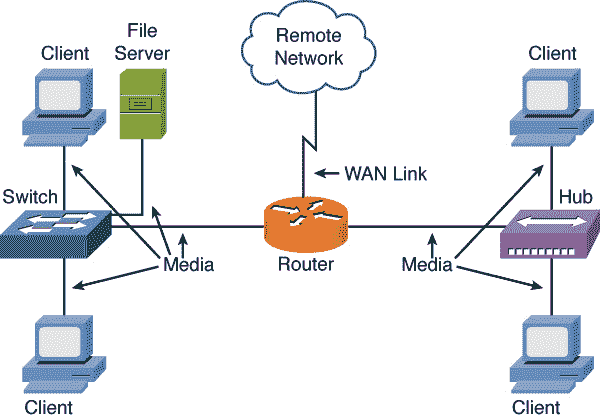 File
Server
Client
Remote
Network
Client
WAN Link
Switch
Hub
Media
Router
Media
Client
Client